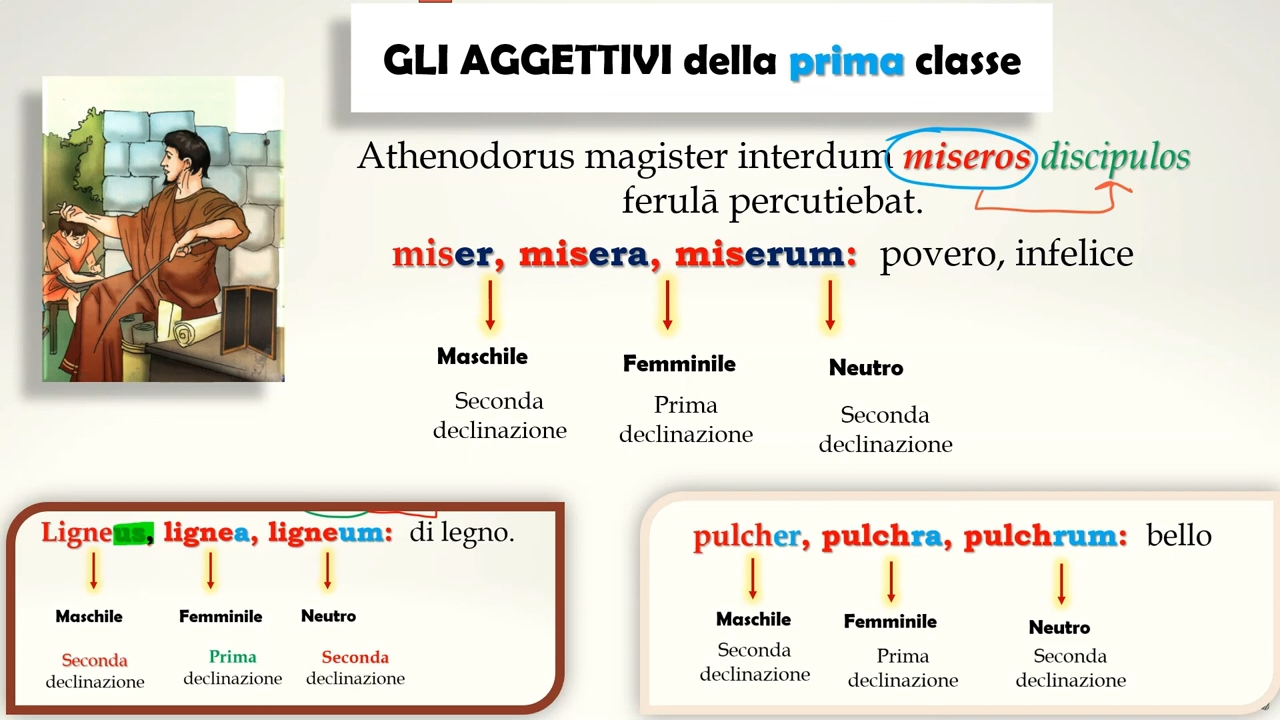 GLI AGGETTIVI della prima classe
Athenodorus magister interdum miseros discipulos
ferulā percutiebat.
miser, misera, miserum: povero, infelice
Maschile Femminile Neutro
Seconda Prima Seconda
declinazione declinazione declinazione
Ligneus, lignea, ligneum: di legno.
Maschile Femminile Neutro
Seconda Prima Seconda
declinazione declinazione declinazione
pulcher, pulchra, pulchrum: bello
Maschile Femminile Neutro
Seconda Prima Seconda
declinazione declinazione declinazione